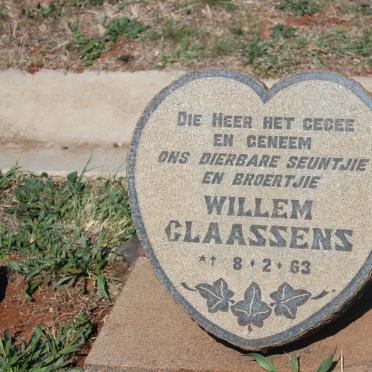 Die Heer het gegee
en geneem
ons dierbare seuntjie
en broertjie
WILLEM
CLAASSENS
*† 8+2+63